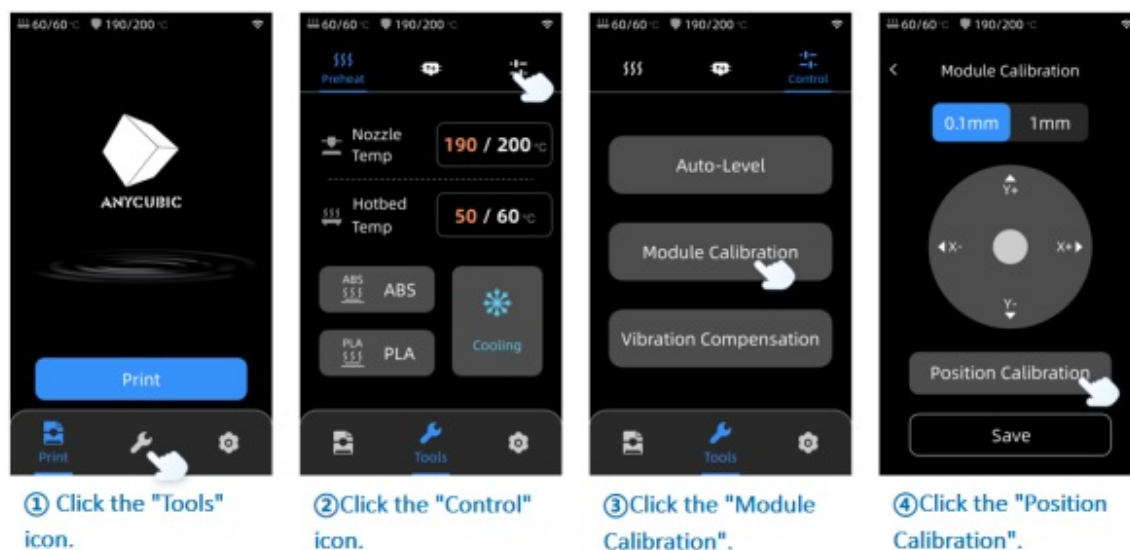 60/60 °C 190/200 °C
ANYCUBIC
Print
Print
① Click the "Tools"
icon.
60/60 °C 190/200 °C
Preheat
Nozzle
Temp
190 / 200 °C
Hotbed
Temp
50 / 60 °C
ABS
ABS
PLA
PLA
Cooling
Tools
②Click the "Control"
icon.
60/60 °C 190/200 °C
Control
Auto-Level
Module Calibration
Vibration Compensation
Tools
③Click the "Module
Calibration".
60/60 °C 190/200 °C
Module Calibration
0.1mm 1mm
Y+
X- X+
Y-
Position Calibration
Save
④Click the "Position
Calibration".